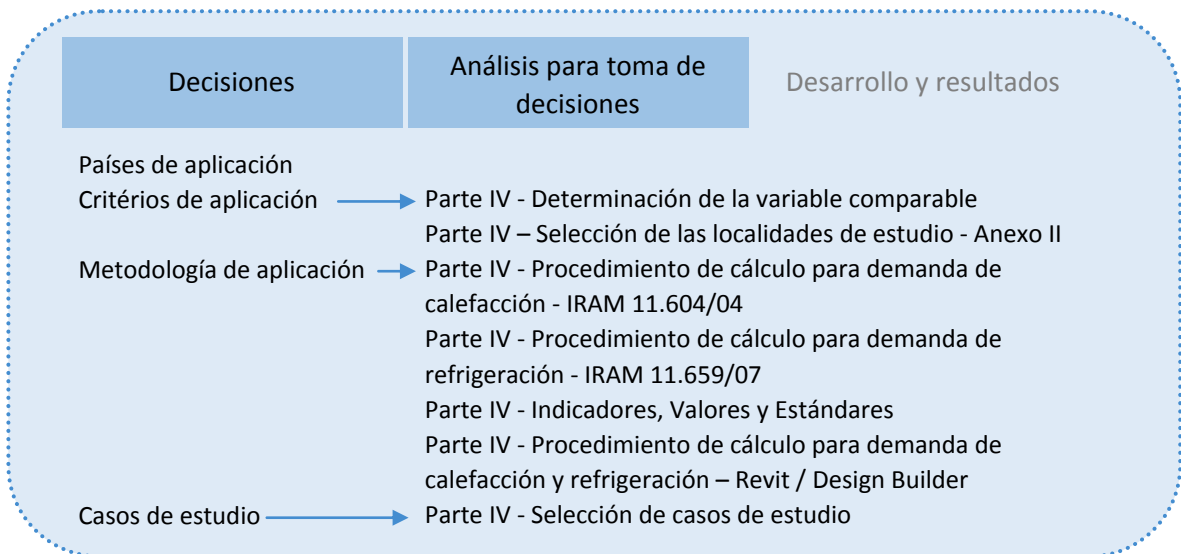 Decisiones
Análisis para toma de
decisiones
Desarrollo y resultados
Países de aplicación
Critérios de aplicación
Parte IV - Determinación de la variable comparable
Parte IV – Selección de las localidades de estudio - Anexo II
Metodología de aplicación
Parte IV - Procedimiento de cálculo para demanda de
calefacción - IRAM 11.604/04
Parte IV - Procedimiento de cálculo para demanda de
refrigeración - IRAM 11.659/07
Parte IV - Indicadores, Valores y Estándares
Parte IV - Procedimiento de cálculo para demanda de
calefacción y refrigeración – Revit / Design Builder
Casos de estudio
Parte IV - Selección de casos de estudio